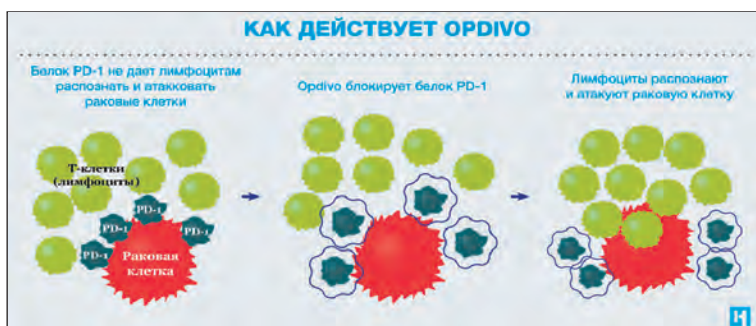 КАК ДЕЙСТВУЕТ OPDIVO
Белок PD-1 не дает лимфоцитам
распознать и атакковать
раковые клетки
Opdivo блокирует белок PD-1
Лимфоциты распознают
и атакуют раковую клетку
Т-клетки
(лимфоциты)
PD-1
PD-1
PD-1
PD-1
Раковая
клетка